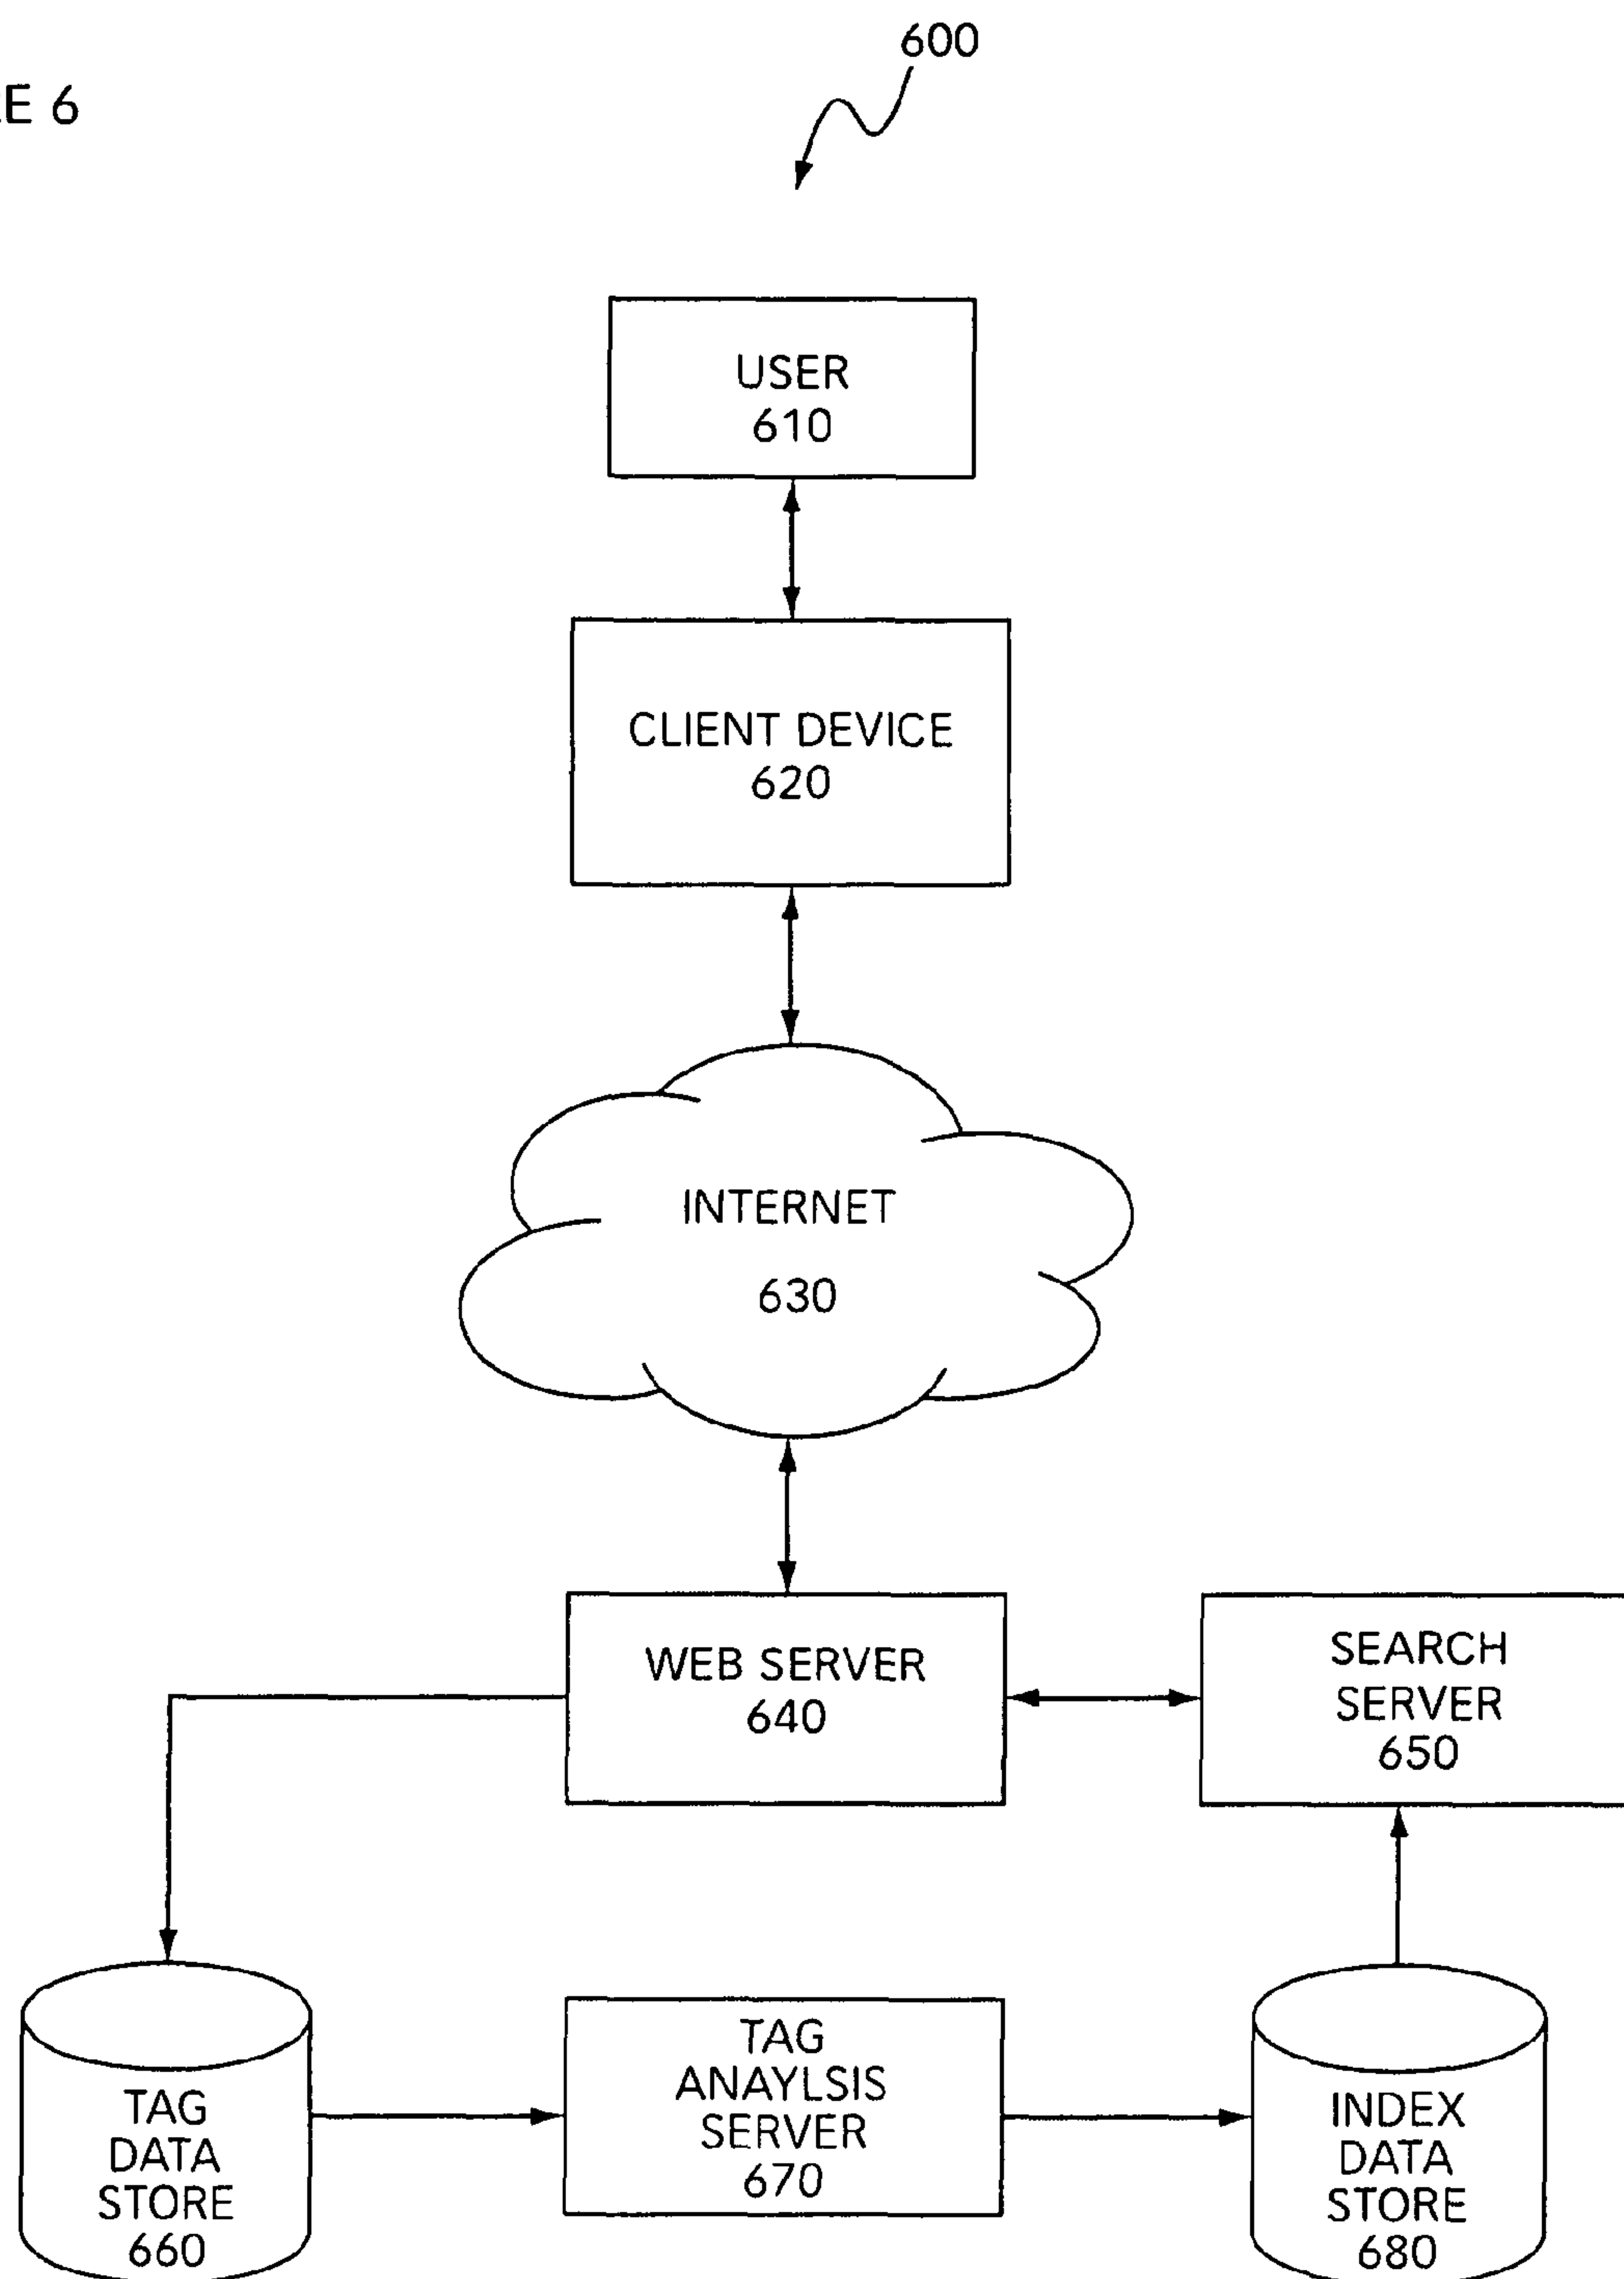 600
E 6
USER
610
CLIENT DEVICE
620
INTERNET
630
WEB SERVER
640
SEARCH
SERVER
650
TAG
DATA
STORE
660
TAG
ANAYLSIS
SERVER
670
INDEX
DATA
STORE
680